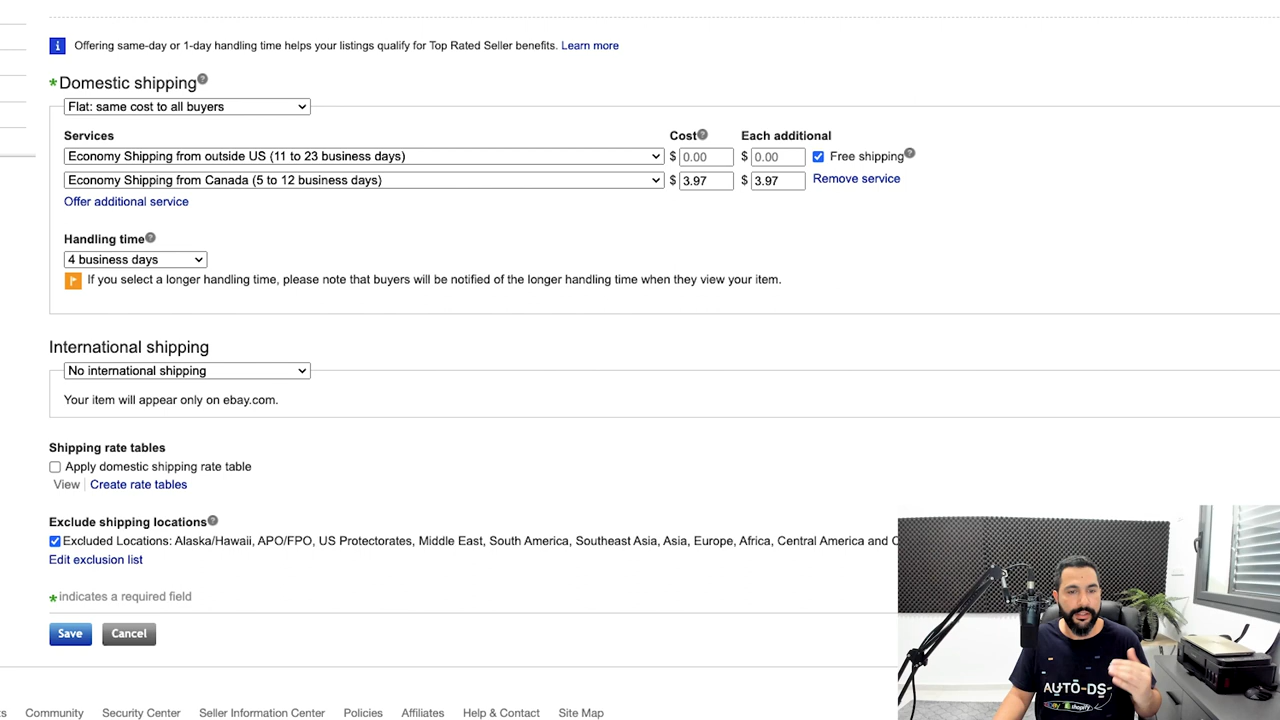 Offering same-day or 1-day handling time helps your listings qualify for Top Rated Seller benefits. Learn more
* Domestic shipping
Flat: same cost to all buyers
Services Cost Each additional
Economy Shipping from outside US (11 to 23 business days) $ 0.00 $ 0.00 Free shipping
Economy Shipping from Canada (5 to 12 business days) $ 3.97 $ 3.97 Remove service
Offer additional service
Handling time
4 business days
If you select a longer handling time, please note that buyers will be notified of the longer handling time when they view your item.
International shipping
No international shipping
Your item will appear only on ebay.com.
Shipping rate tables
Apply domestic shipping rate table
View | Create rate tables
Exclude shipping locations
Excluded Locations: Alaska/Hawaii, APO/FPO, US Protectorates, Middle East, South America, Southeast Asia, Asia, Europe, Africa, Central America and
Edit exclusion list
* indicates a required field
Save Cancel
AUTO-DS
ebay shopify
Community Security Center Seller Information Center Policies Affiliates Help & Contact Site Map